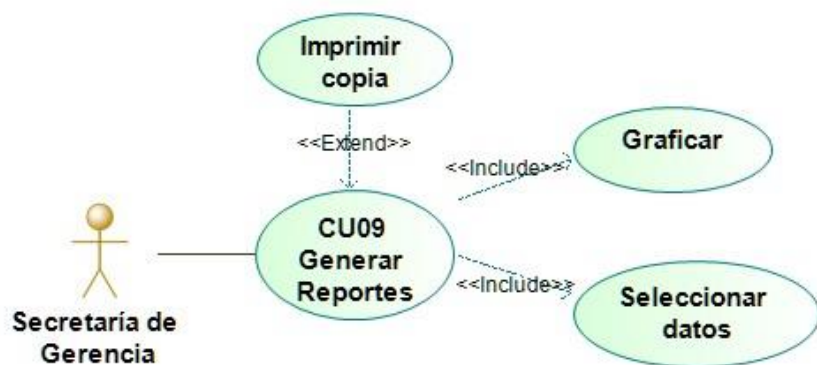 Imprimir
copia
<<Extend>>
Graficar
<<Include>>
CU09
Generar
Reportes
<<Include>>
Seleccionar
datos
Secretaría de
Gerencia